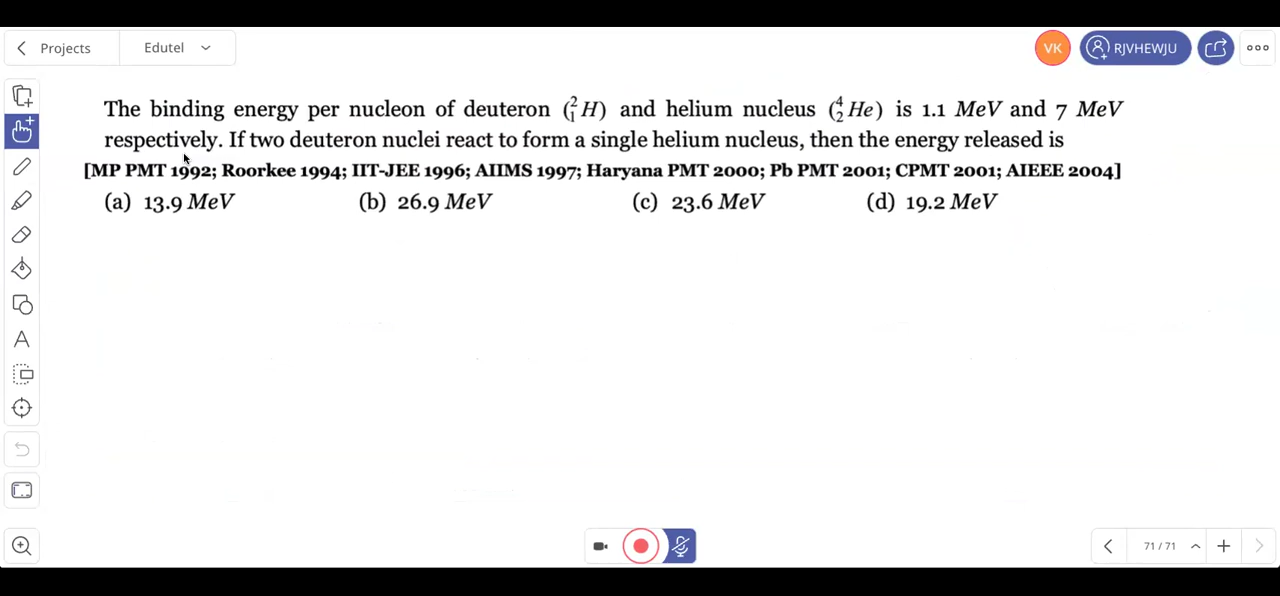 Projects
Edutel
VK
RJVHEWJU
The binding energy per nucleon of deuteron (²₁H) and helium nucleus (⁴₂He) is 1.1 MeV and 7 MeV
respectively. If two deuteron nuclei react to form a single helium nucleus, then the energy released is
[MP PMT 1992; Roorkee 1994; IIT-JEE 1996; AIIMS 1997; Haryana PMT 2000; Pb PMT 2001; CPMT 2001; AIEEE 2004]
(a) 13.9 MeV (b) 26.9 MeV (c) 23.6 MeV (d) 19.2 MeV
A
71 / 71